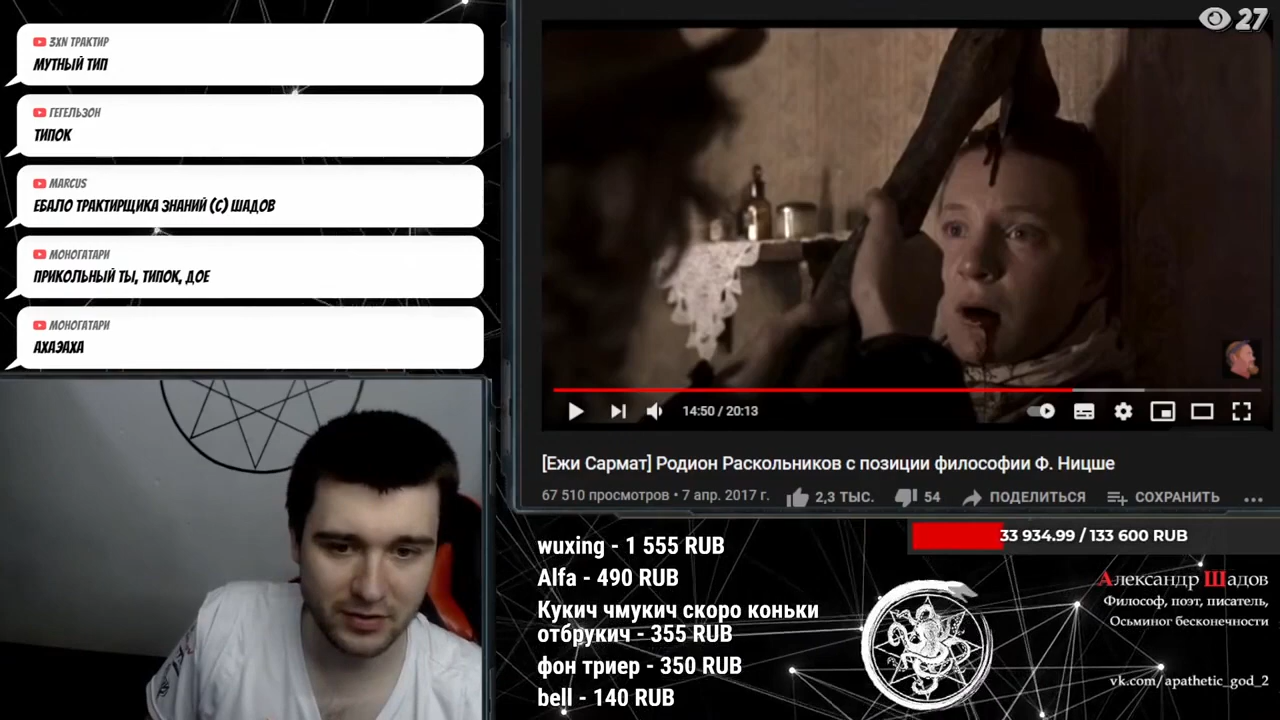 3XN ТРАКТИР
МУТНЫЙ ТИП
ГЕГЕЛЬЗОН
ТИПОК
MARCUS
ЕБАЛО ТРАКТИРЩИКА ЗНАНИЙ (С) ШАДОВ
МОНОГАТАРИ
ПРИКОЛЬНЫЙ ТЫ, ТИПОК, ДОЕ
МОНОГАТАРИ
АХАЭАХА
27
14:50 / 20:13
[Ежи Сармат] Родион Раскольников с позиции философии Ф. Ницше
67 510 просмотров • 7 апр. 2017 г.
2,3 ТЫС.
54
ПОДЕЛИТЬСЯ
СОХРАНИТЬ
33 934.99 / 133 600 RUB
wuxing - 1 555 RUB
Alfa - 490 RUB
Кукич чмукич скоро коньки
отбрукич - 355 RUB
фон триер - 350 RUB
bell - 140 RUB
Александр Шадов
Философ, поэт, писатель,
Осьминог бесконечности
vk.com/apathetic_god_2